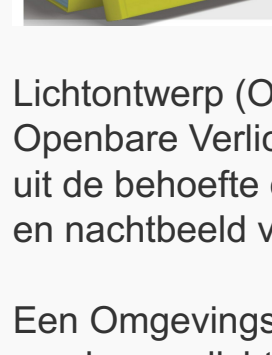 Lichtontwerp (O
Openbare Verlic
uit de behoefte
en nachtbeeld v
Een Omgevings